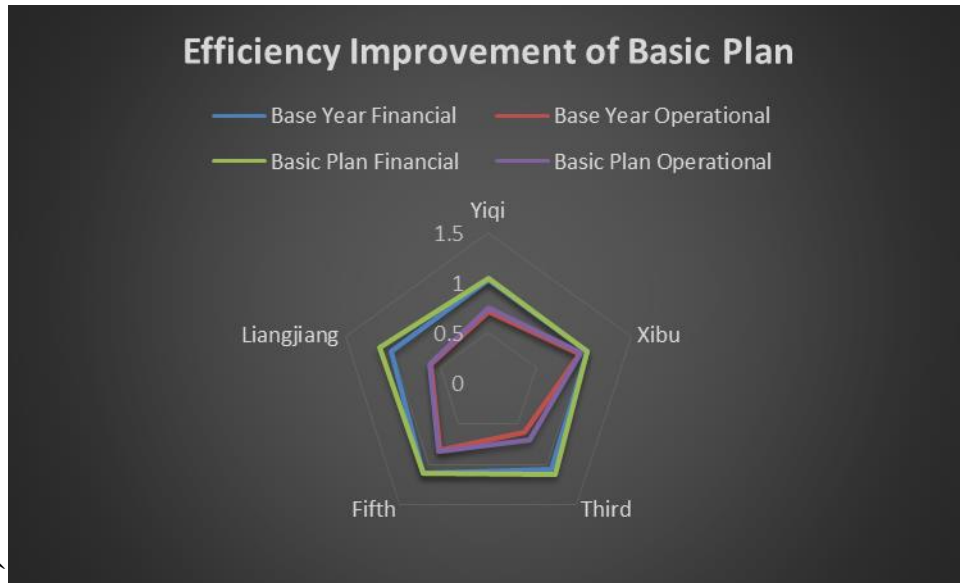 Efficiency Improvement of Basic Plan
Base Year Financial
Base Year Operational
Basic Plan Financial
Basic Plan Operational
Yiqi
1.5
1
0.5
0
Liangjiang
Xibu
Fifth
Third